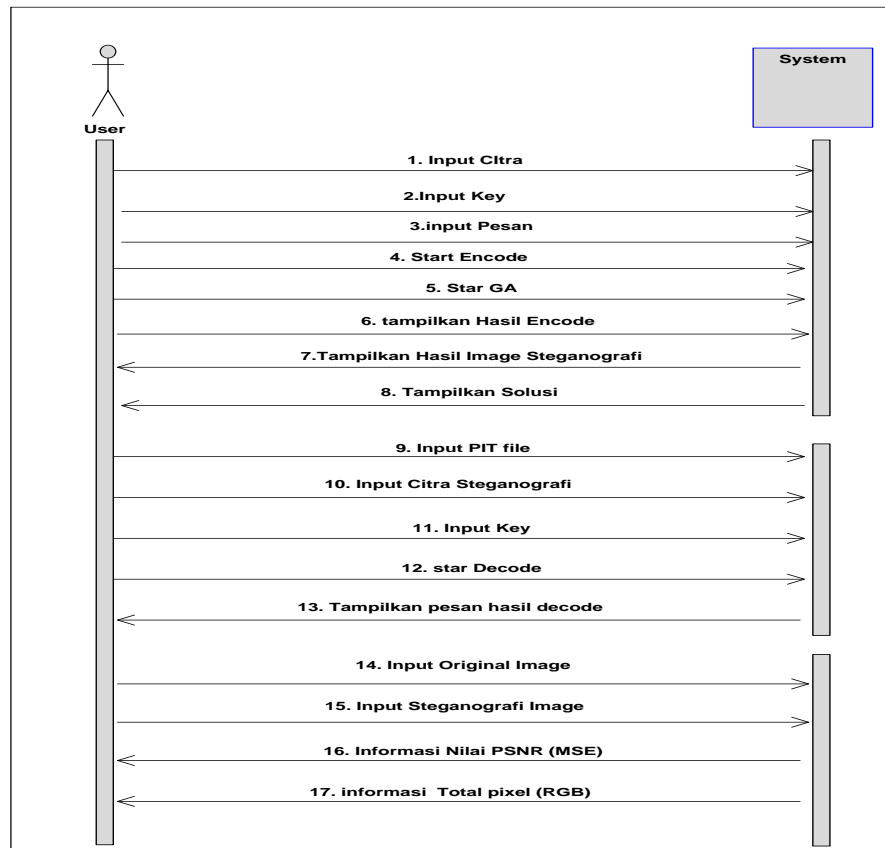 System
User
1. Input CItra
2.Input Key
3.input Pesan
4. Start Encode
5. Star GA
6. tampilkan Hasil Encode
7.Tampilkan Hasil Image Steganografi
8. Tampilkan Solusi
9. Input PIT file
10. Input Citra Steganografi
11. Input Key
12. star Decode
13. Tampilkan pesan hasil decode
14. Input Original Image
15. Input Steganografi Image
16. Informasi Nilai PSNR (MSE)
17. informasi Total pixel (RGB)